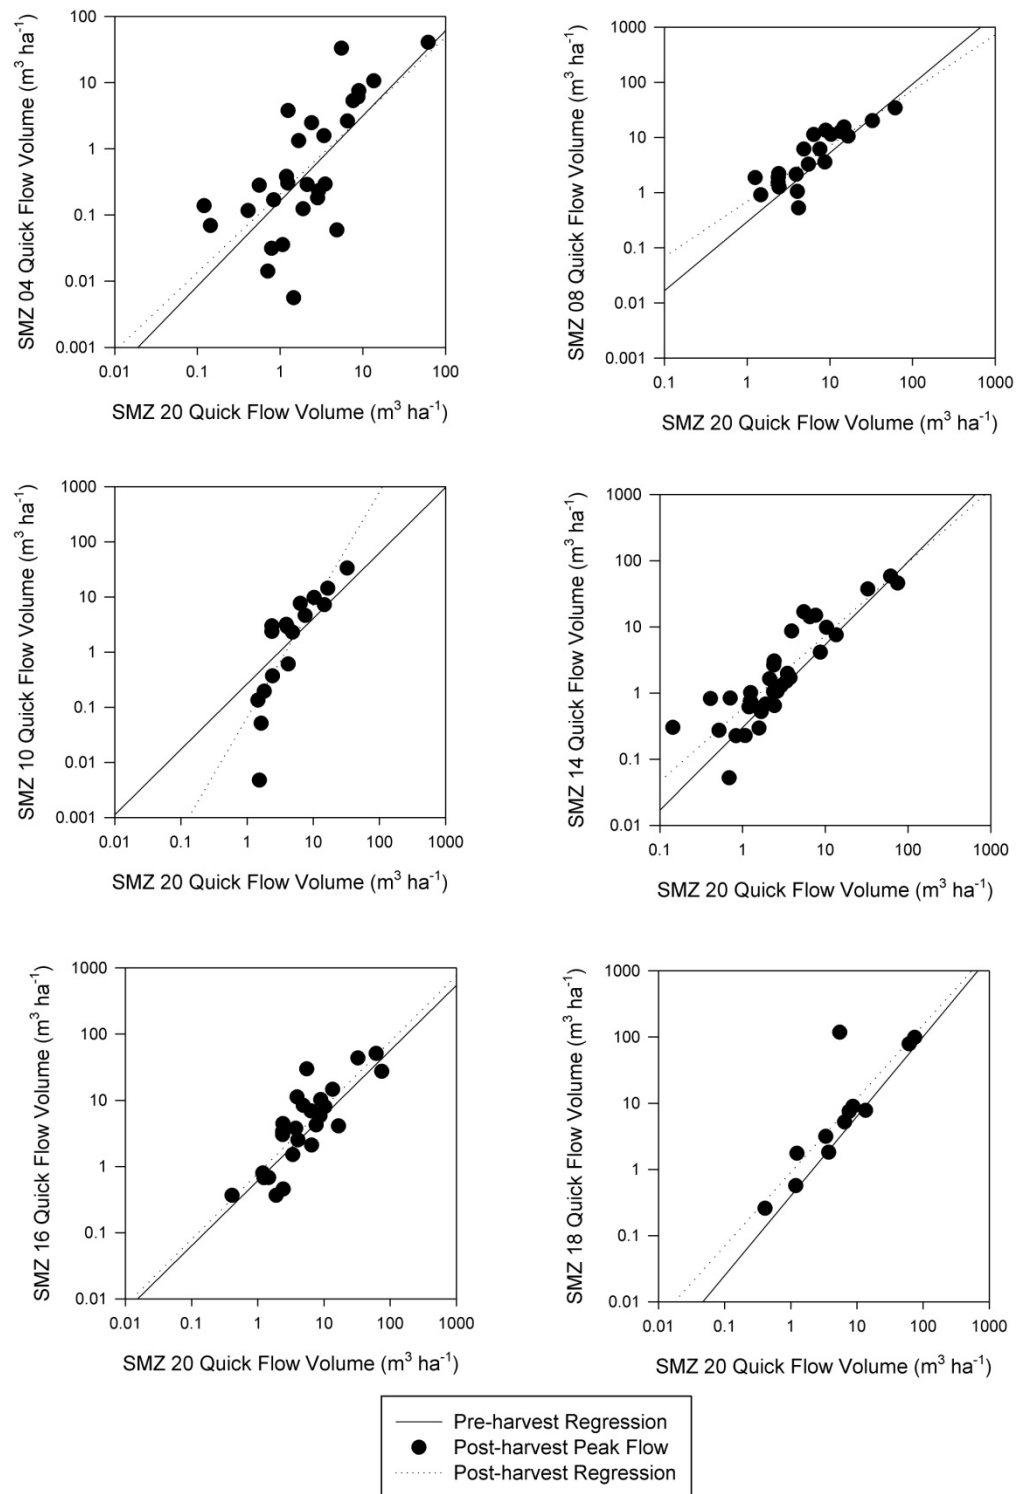 SMZ 04 Quick Flow Volume (m³ ha⁻¹)
100
10
1
0.1
0.01
0.001
0.01 0.1 1 10 100
SMZ 20 Quick Flow Volume (m³ ha⁻¹)
SMZ 08 Quick Flow Volume (m³ ha⁻¹)
1000
100
10
1
0.1
0.01
0.001
0.1 1 10 100 1000
SMZ 20 Quick Flow Volume (m³ ha⁻¹)
SMZ 10 Quick Flow Volume (m³ ha⁻¹)
1000
100
10
1
0.1
0.01
0.001
0.01 0.1 1 10 100 1000
SMZ 20 Quick Flow Volume (m³ ha⁻¹)
SMZ 14 Quick Flow Volume (m³ ha⁻¹)
1000
100
10
1
0.1
0.01
0.1 1 10 100 1000
SMZ 20 Quick Flow Volume (m³ ha⁻¹)
SMZ 16 Quick Flow Volume (m³ ha⁻¹)
1000
100
10
1
0.1
0.01
0.01 0.1 1 10 100 1000
SMZ 20 Quick Flow Volume (m³ ha⁻¹)
SMZ 18 Quick Flow Volume (m³ ha⁻¹)
1000
100
10
1
0.1
0.01
0.01 0.1 1 10 100 1000
SMZ 20 Quick Flow Volume (m³ ha⁻¹)
Pre-harvest Regression
Post-harvest Peak Flow
Post-harvest Regression